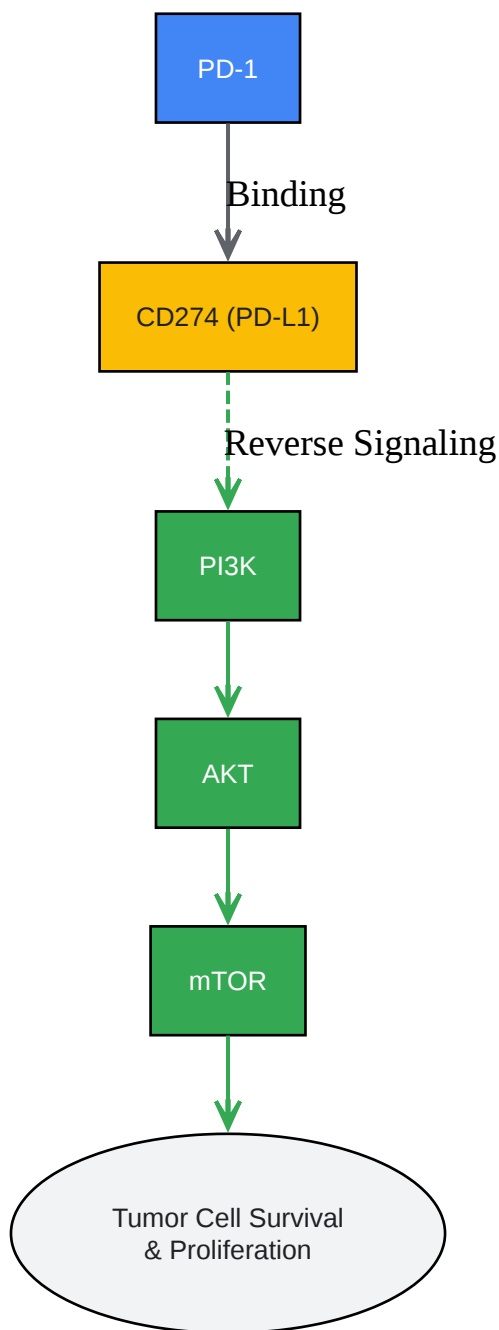 PD-1
Binding
CD274 (PD-L1)
Reverse Signaling
PI3K
AKT
mTOR
Tumor Cell Survival
& Proliferation